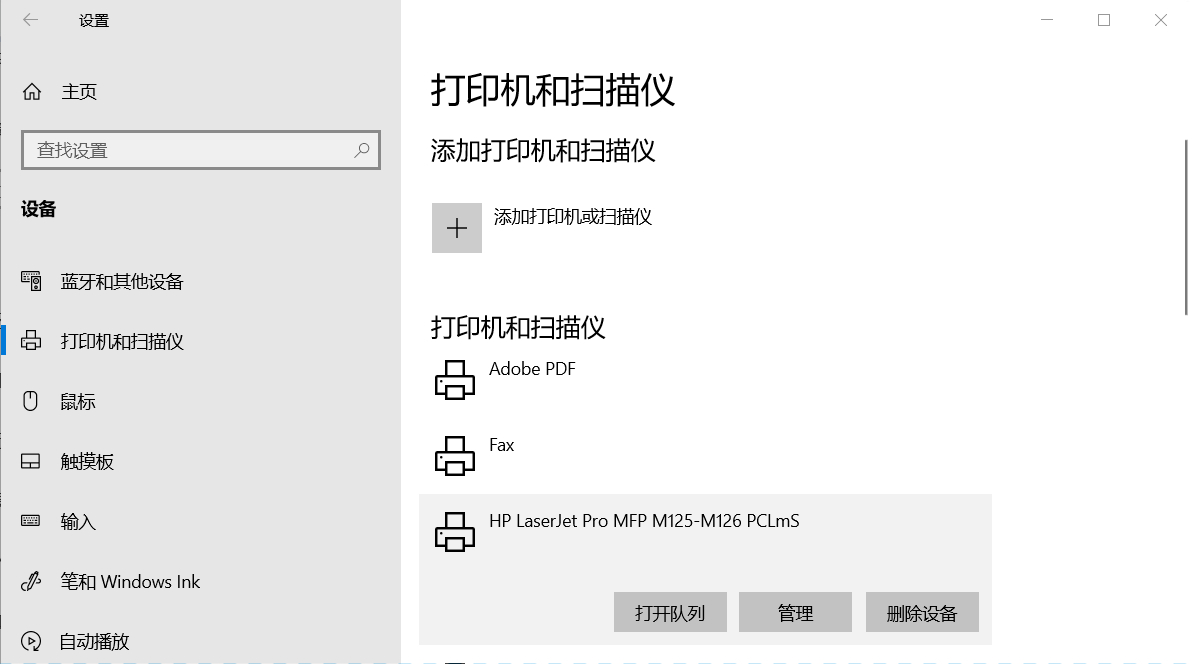 设置
主页
查找设置
设备
蓝牙和其他设备
打印机和扫描仪
鼠标
触摸板
输入
笔和 Windows Ink
自动播放
打印机和扫描仪
添加打印机和扫描仪
添加打印机或扫描仪
打印机和扫描仪
Adobe PDF
Fax
HP LaserJet Pro MFP M125-M126 PCLmS
打开队列 管理 删除设备